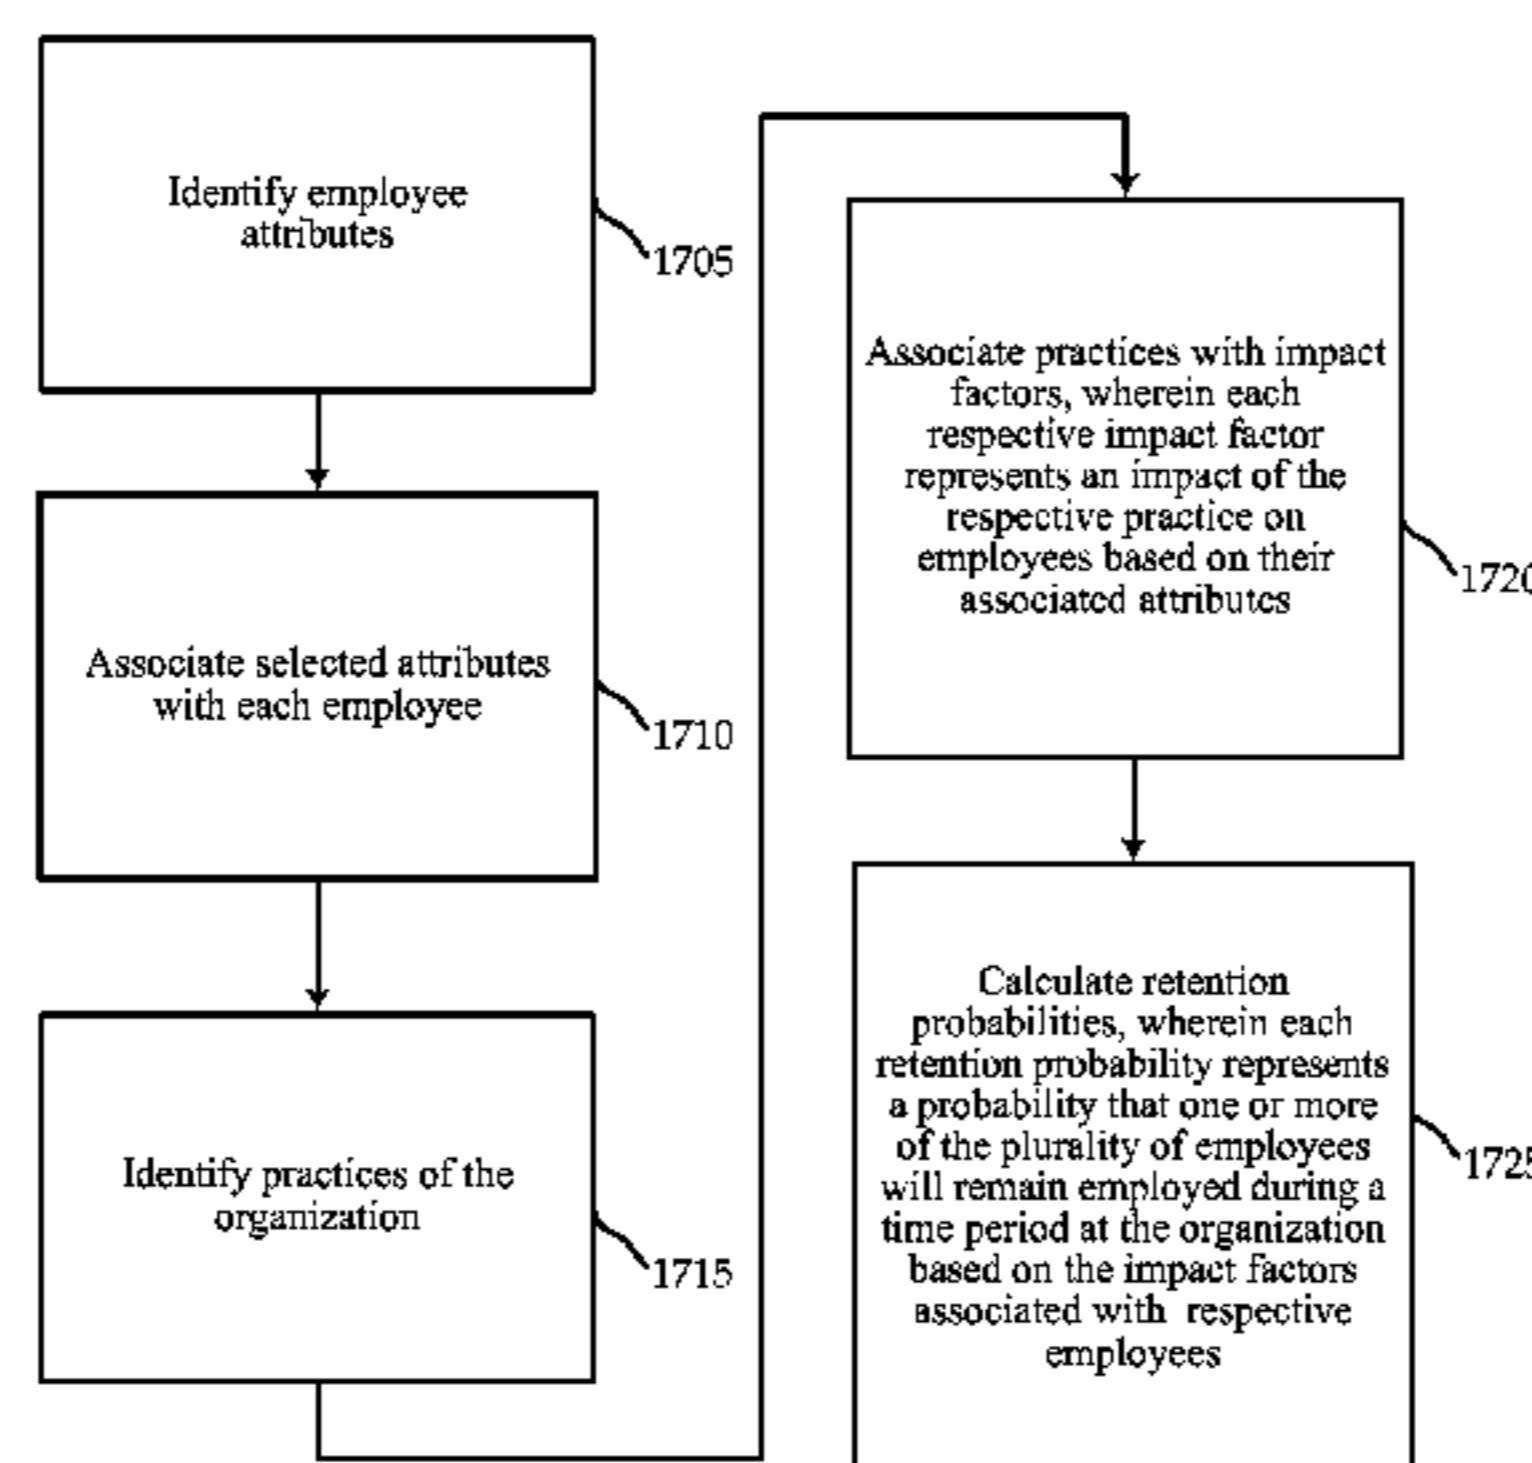 Identify employee
attributes
1705
Associate selected attributes
with each employee
1710
Identify practices of the
organization
1715
Associate practices with impact
factors, wherein each
respective impact factor
represents an impact of the
respective practice on
employees based on their
associated attributes
1720
Calculate retention
probabilities, wherein each
retention probability represents
a probability that one or more
of the plurality of employees
will remain employed during a
time period at the organization
based on the impact factors
associated with respective
employees
1725